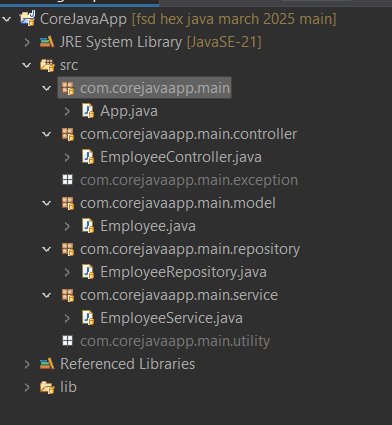 CoreJavaApp [fsd hex java march 2025 main]
JRE System Library [JavaSE-21]
src
com.corejavaapp.main
App.java
com.corejavaapp.main.controller
EmployeeController.java
com.corejavaapp.main.exception
com.corejavaapp.main.model
Employee.java
com.corejavaapp.main.repository
EmployeeRepository.java
com.corejavaapp.main.service
EmployeeService.java
com.corejavaapp.main.utility
Referenced Libraries
lib